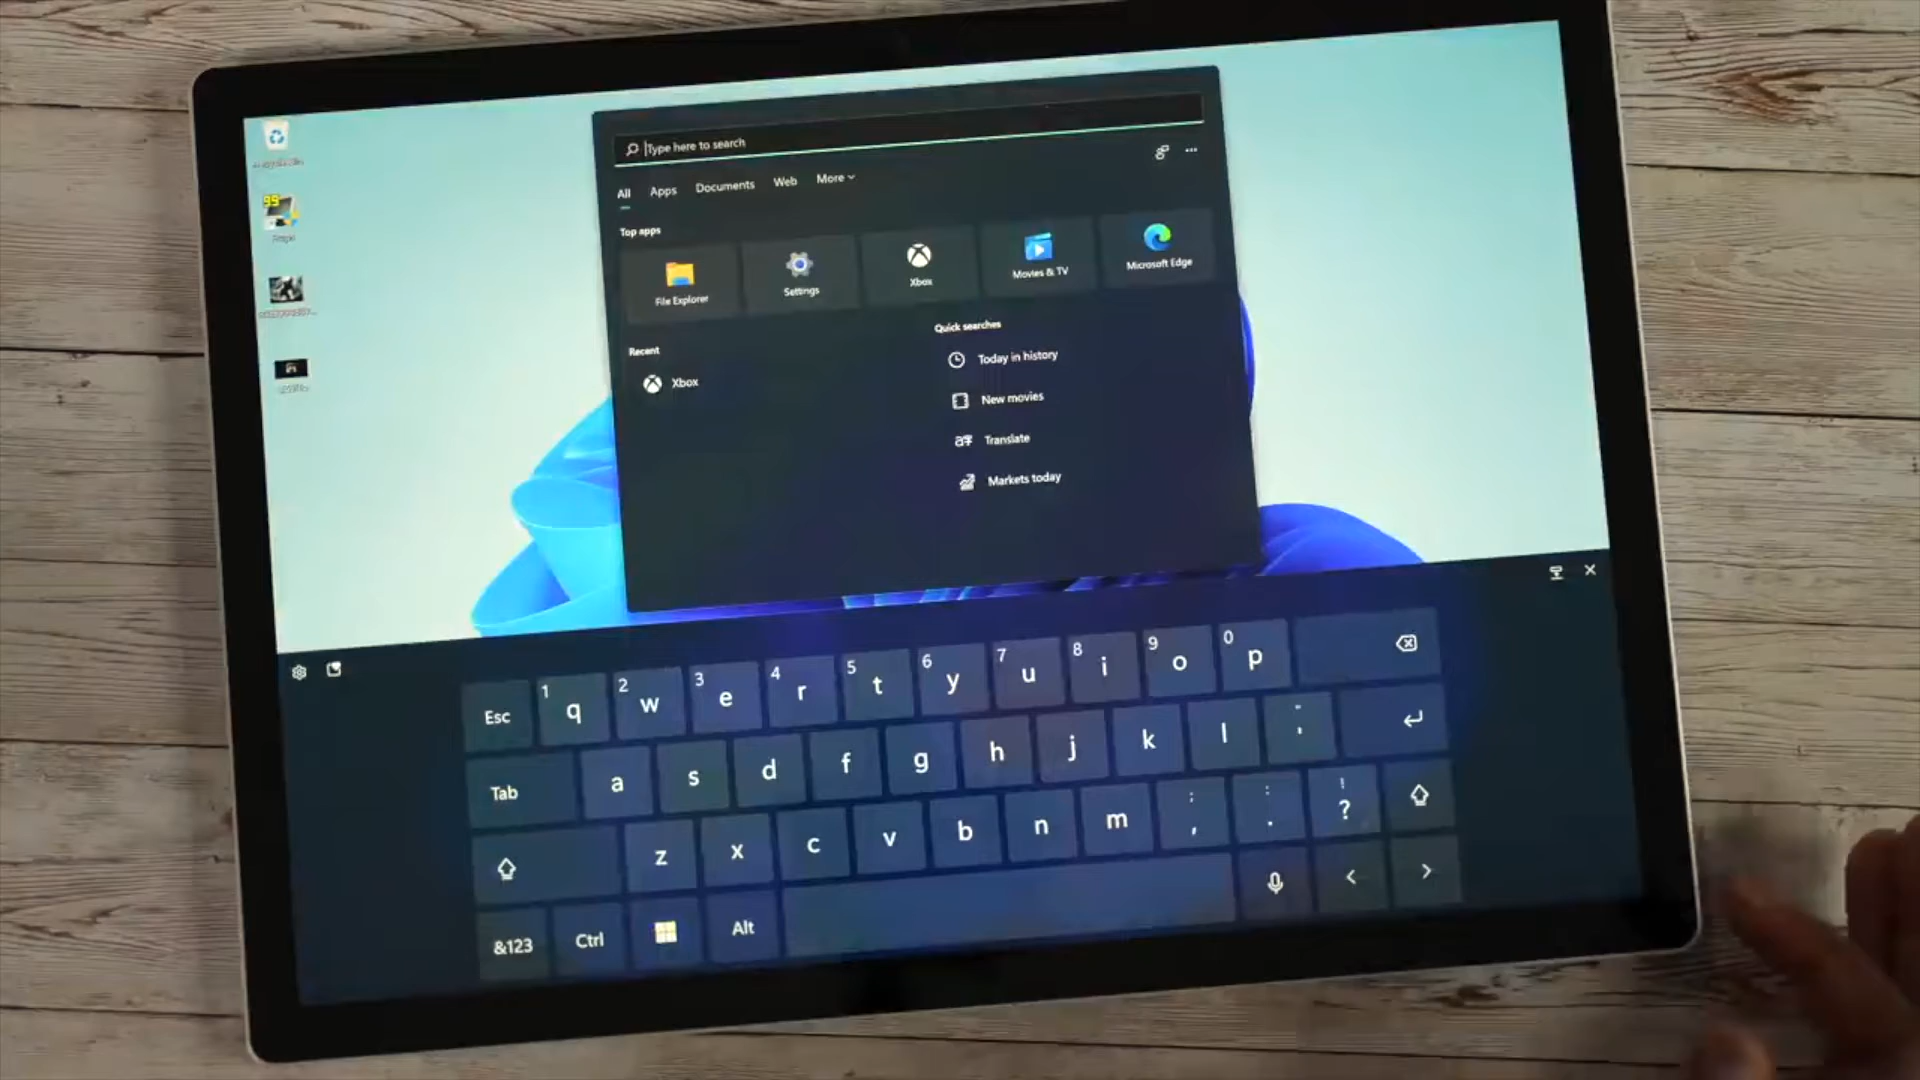 Type here to search
All Apps Documents Web More
Top apps
File Explorer Settings Xbox Movies & TV Microsoft Edge
Recent
Xbox
Quick searches
Today in history
New movies
Translate
Markets today
Esc 1 q 2 w 3 e 4 r 5 t 6 y 7 u 8 i 9 o 0 p
Tab a s d f g h j k l " '
z x c v b n m ; , : . ! ?
&123 Ctrl Alt < >
99